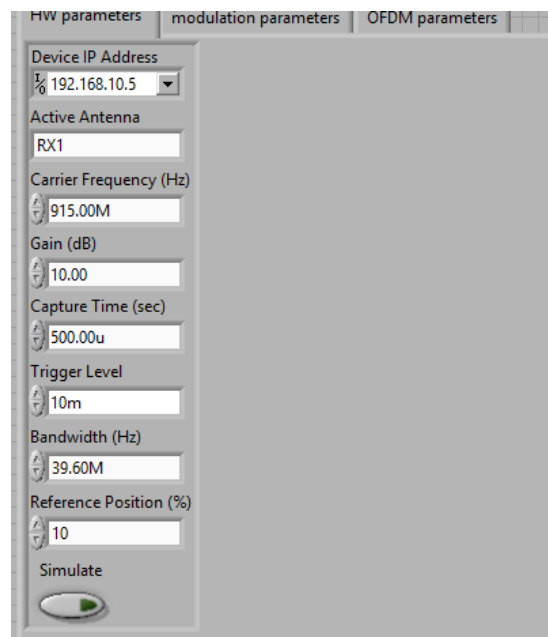 HW parameters
modulation parameters
OFDM parameters
Device IP Address
I/O 192.168.10.5
Active Antenna
RX1
Carrier Frequency (Hz)
915.00M
Gain (dB)
10.00
Capture Time (sec)
500.00u
Trigger Level
10m
Bandwidth (Hz)
39.60M
Reference Position (%)
10
Simulate